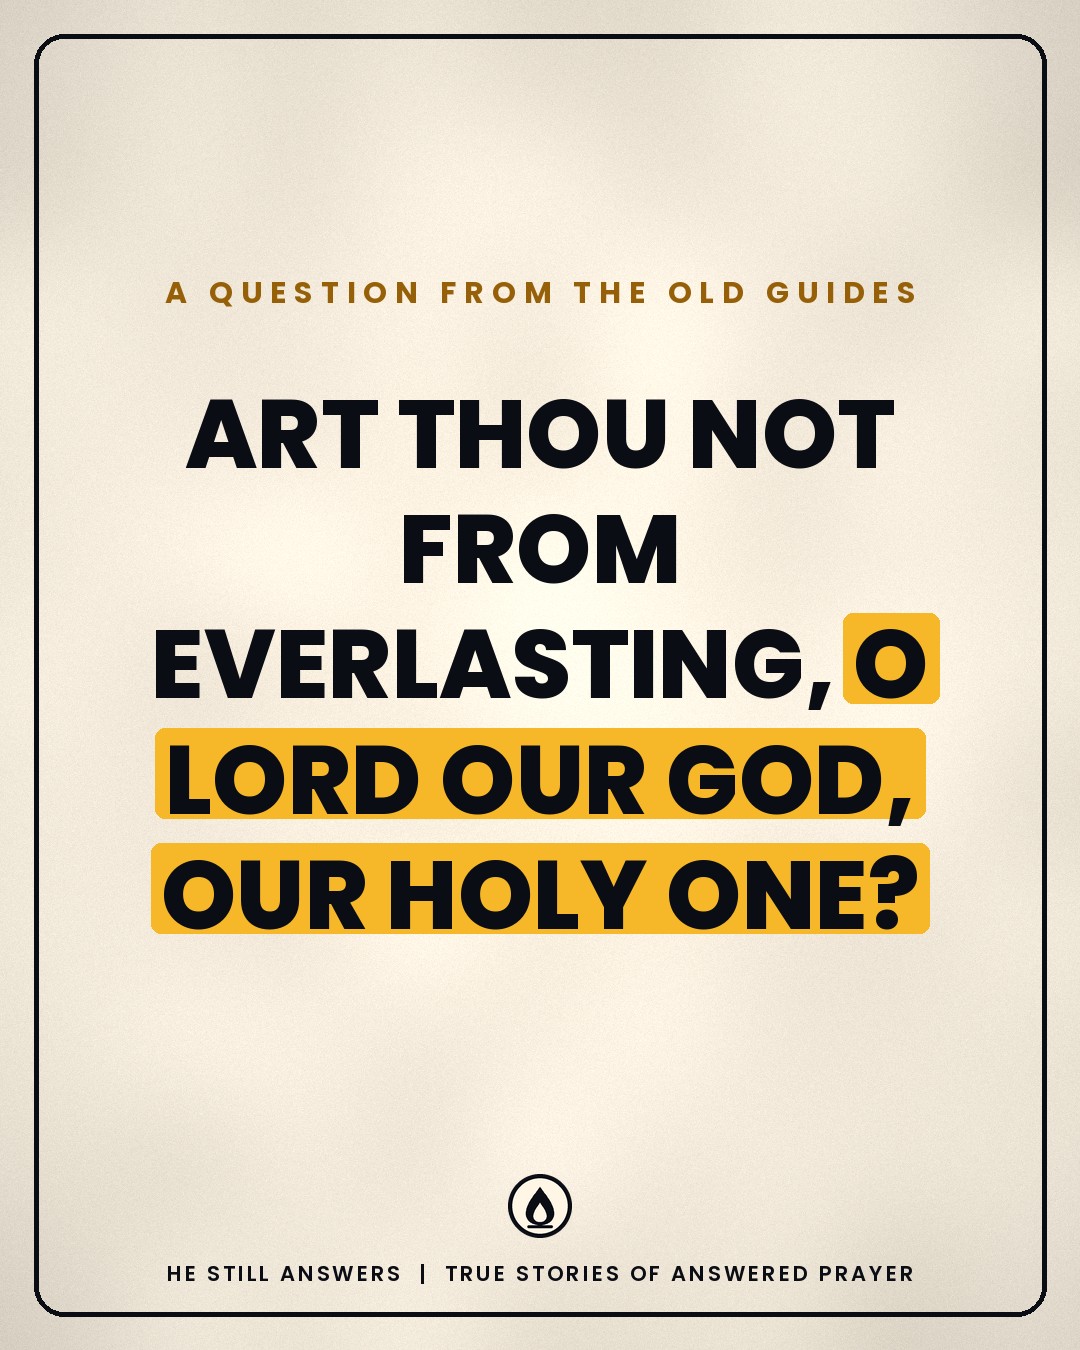 A QUESTION FROM THE OLD GUIDES
ART THOU NOT
FROM
EVERLASTING, O
LORD OUR GOD,
OUR HOLY ONE?
HE STILL ANSWERS | TRUE STORIES OF ANSWERED PRAYER